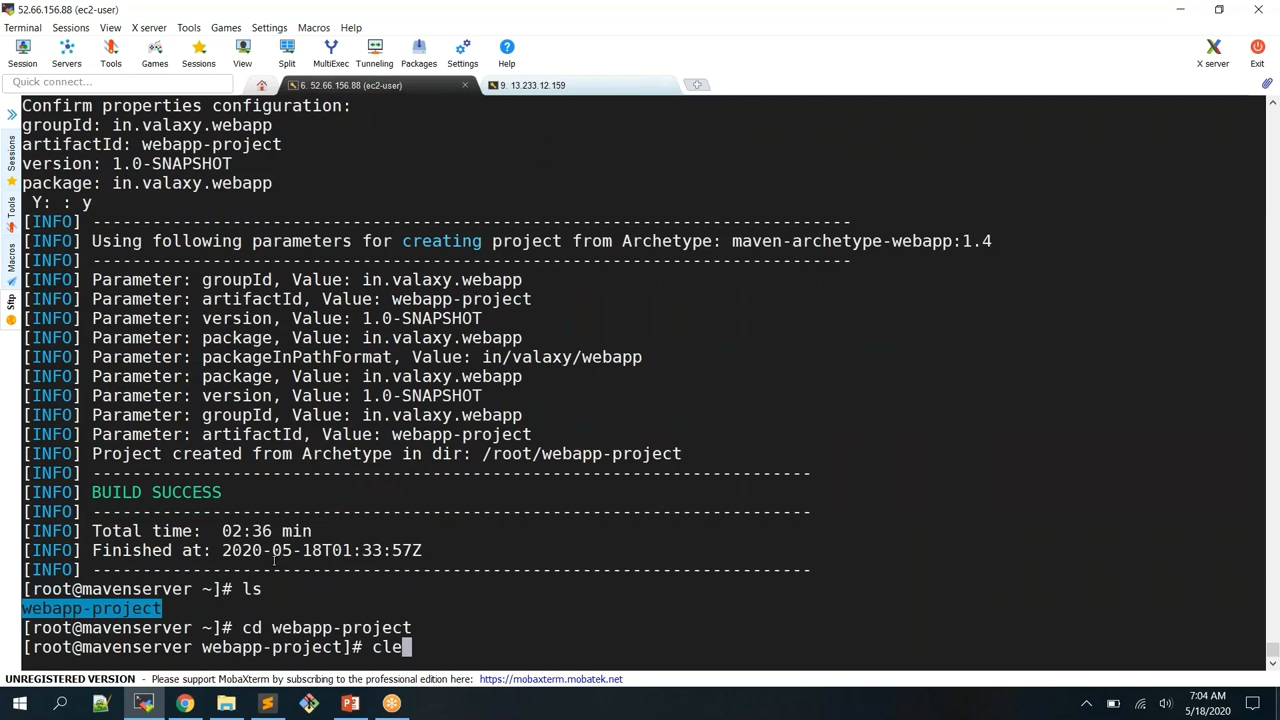 52.66.156.88 (ec2-user)
Terminal Sessions View X server Tools Games Settings Macros Help
Session Servers Tools Games Sessions View Split MultiExec Tunneling Packages Settings Help X server Exit
Quick connect...
6. 52.66.156.88 (ec2-user)
9. 13.233.12.159
Sessions
Tools
Macros
Sftp
Confirm properties configuration:
groupId: in.valaxy.webapp
artifactId: webapp-project
version: 1.0-SNAPSHOT
package: in.valaxy.webapp
Y: : y
[INFO] ----------------------------------------------------------------------------
[INFO] Using following parameters for creating project from Archetype: maven-archetype-webapp:1.4
[INFO] ----------------------------------------------------------------------------
[INFO] Parameter: groupId, Value: in.valaxy.webapp
[INFO] Parameter: artifactId, Value: webapp-project
[INFO] Parameter: version, Value: 1.0-SNAPSHOT
[INFO] Parameter: package, Value: in.valaxy.webapp
[INFO] Parameter: packageInPathFormat, Value: in/valaxy/webapp
[INFO] Parameter: package, Value: in.valaxy.webapp
[INFO] Parameter: version, Value: 1.0-SNAPSHOT
[INFO] Parameter: groupId, Value: in.valaxy.webapp
[INFO] Parameter: artifactId, Value: webapp-project
[INFO] Project created from Archetype in dir: /root/webapp-project
[INFO] ------------------------------------------------------------------------
[INFO] BUILD SUCCESS
[INFO] ------------------------------------------------------------------------
[INFO] Total time:  02:36 min
[INFO] Finished at: 2020-05-18T01:33:57Z
[INFO] ------------------------------------------------------------------------
[root@mavenserver ~]# ls
webapp-project
[root@mavenserver ~]# cd webapp-project
[root@mavenserver webapp-project]# cle
UNREGISTERED VERSION - Please support MobaXterm by subscribing to the professional edition here: https://mobaxterm.mobatek.net
7:04 AM
5/18/2020